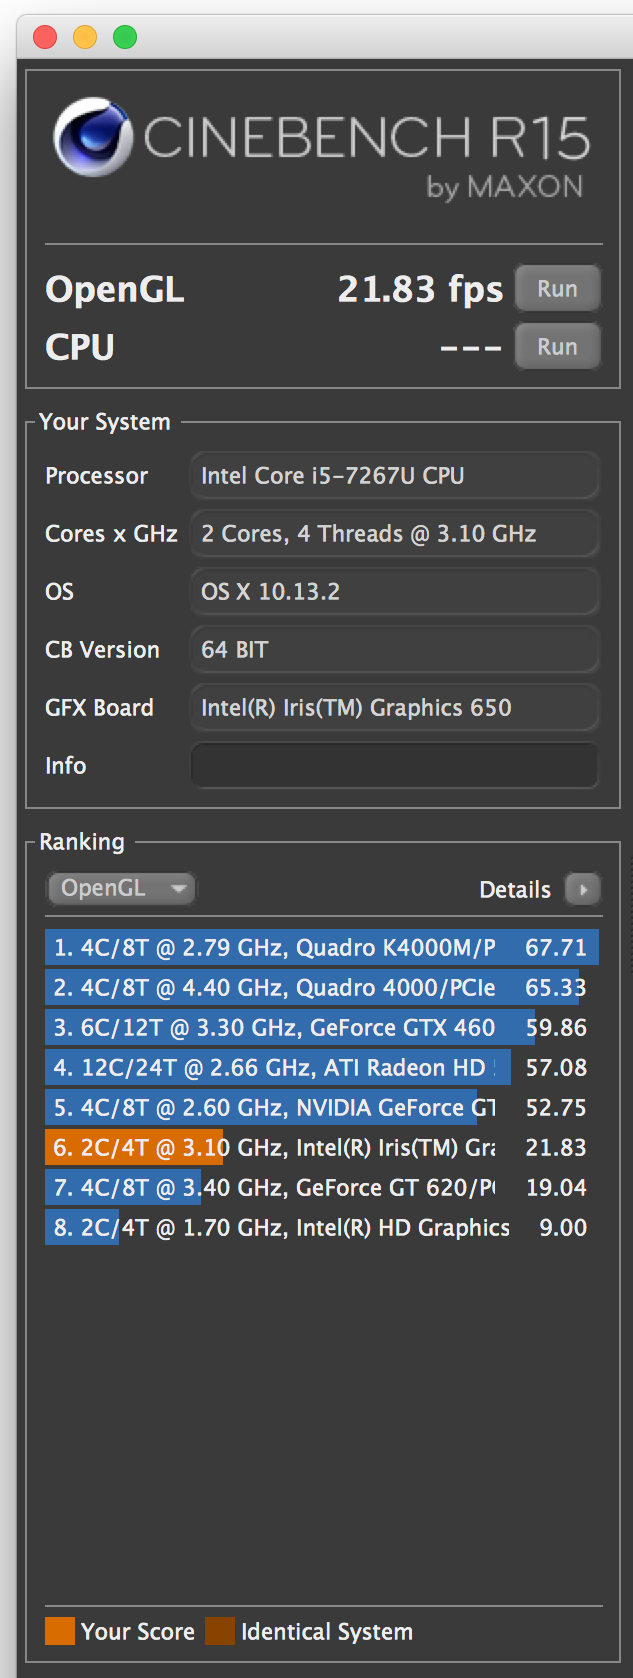 CINEBENCH R15
by MAXON
OpenGL 21.83 fps Run
CPU --- Run
Your System
Processor Intel Core i5-7267U CPU
Cores x GHz 2 Cores, 4 Threads @ 3.10 GHz
OS OS X 10.13.2
CB Version 64 BIT
GFX Board Intel(R) Iris(TM) Graphics 650
Info
Ranking
OpenGL Details
1. 4C/8T @ 2.79 GHz, Quadro K4000M/P 67.71
2. 4C/8T @ 4.40 GHz, Quadro 4000/PCIe 65.33
3. 6C/12T @ 3.30 GHz, GeForce GTX 460 59.86
4. 12C/24T @ 2.66 GHz, ATI Radeon HD 57.08
5. 4C/8T @ 2.60 GHz, NVIDIA GeForce GT 52.75
6. 2C/4T @ 3.10 GHz, Intel(R) Iris(TM) Gra 21.83
7. 4C/8T @ 3.40 GHz, GeForce GT 620/P 19.04
8. 2C/4T @ 1.70 GHz, Intel(R) HD Graphics 9.00
Your Score Identical System